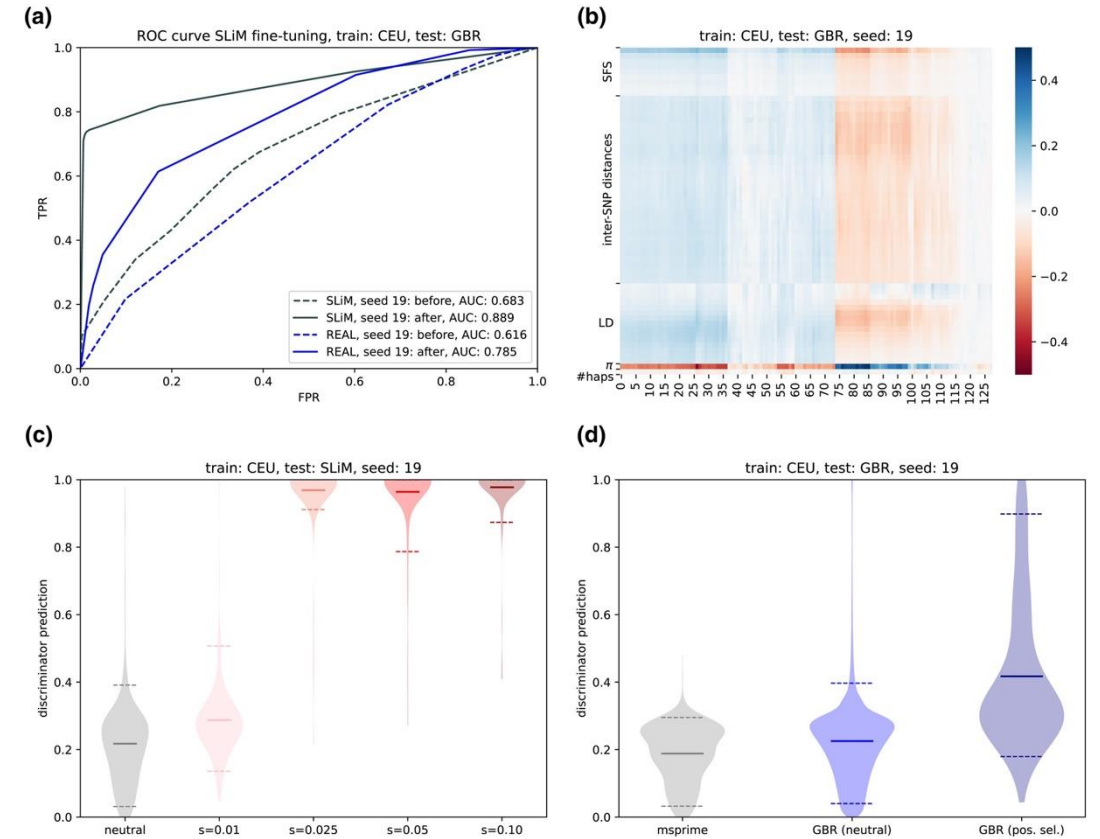 (a)
ROC curve SLiM fine-tuning, train: CEU, test: GBR
1.0
0.8
0.6
0.4
0.2
0.0
TPR
0.0 0.2 0.4 0.6 0.8 1.0
FPR
SLiM, seed 19: before, AUC: 0.683
SLiM, seed 19: after, AUC: 0.889
REAL, seed 19: before, AUC: 0.616
REAL, seed 19: after, AUC: 0.785
(b)
train: CEU, test: GBR, seed: 19
SFS
inter-SNP distances
LD
π
#haps
0 5 10 15 20 25 30 35 40 45 50 55 60 65 70 75 80 85 90 95 100 105 110 115 120 125
0.4
0.2
0.0
−0.2
−0.4
(c)
train: CEU, test: SLiM, seed: 19
1.0
0.8
0.6
0.4
0.2
0.0
discriminator prediction
neutral s=0.01 s=0.025 s=0.05 s=0.10
(d)
train: CEU, test: GBR, seed: 19
1.0
0.8
0.6
0.4
0.2
0.0
discriminator prediction
msprime GBR (neutral) GBR (pos. sel.)